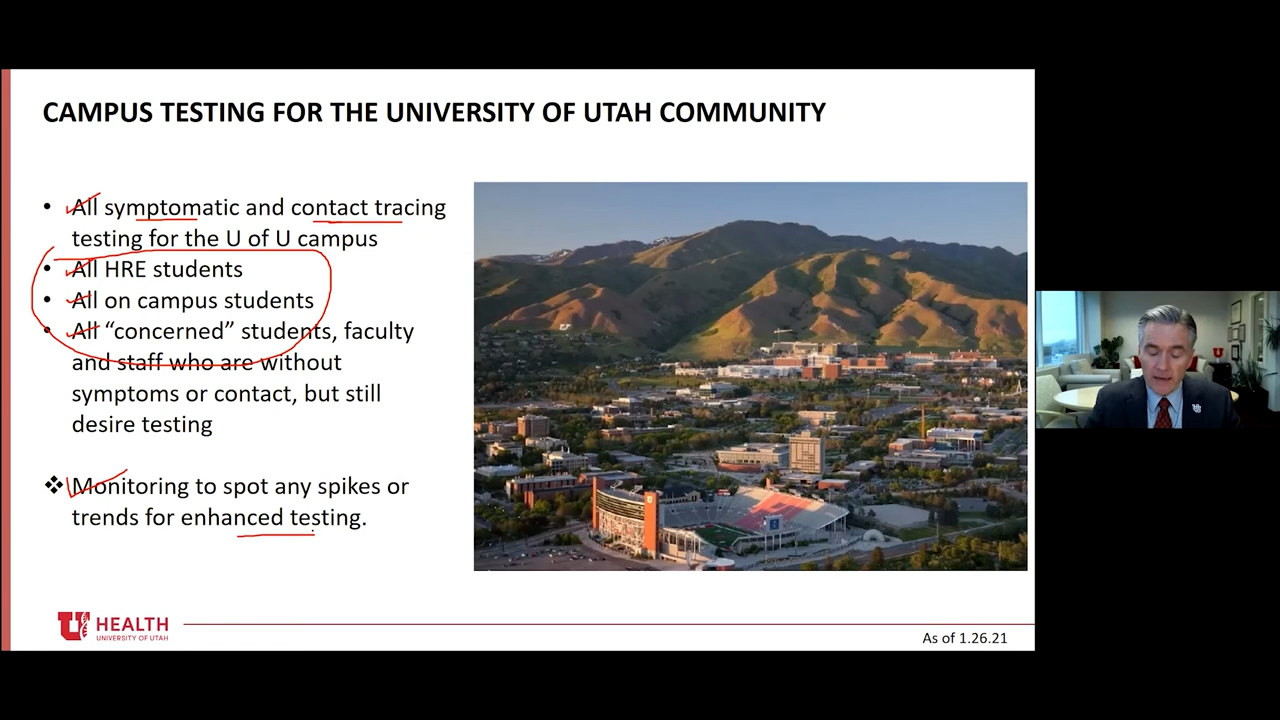 CAMPUS TESTING FOR THE UNIVERSITY OF UTAH COMMUNITY
• All symptomatic and contact tracing
testing for the U of U campus
• All HRE students
• All on campus students
• All “concerned” students, faculty
and staff who are without
symptoms or contact, but still
desire testing
❖ Monitoring to spot any spikes or
trends for enhanced testing.
U HEALTH
UNIVERSITY OF UTAH
As of 1.26.21